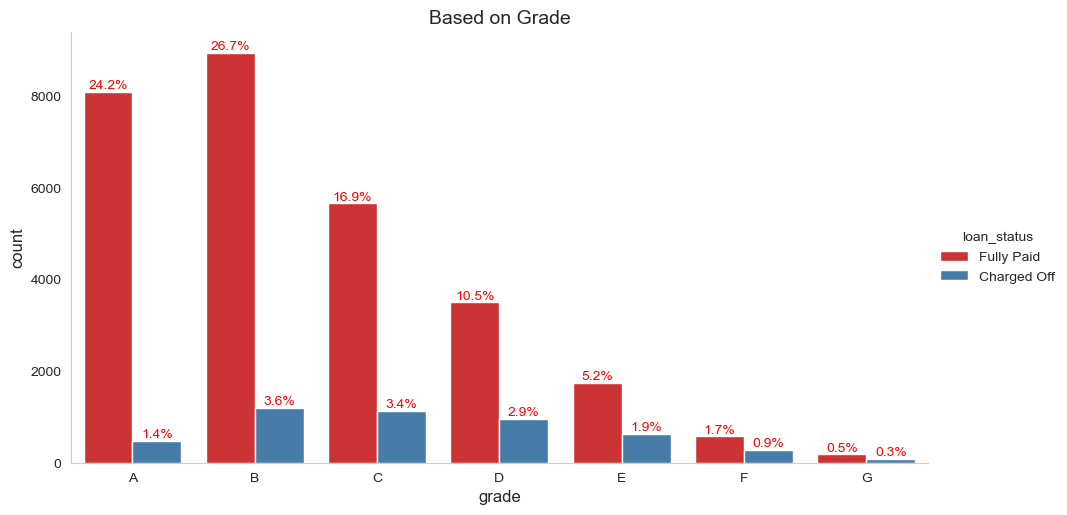 Based on Grade
26.7%
24.2%
8000
16.9%
6000
count
loan_status
Fully Paid
Charged Off
4000
10.5%
2000
5.2%
3.6%
3.4%
2.9%
1.9%
1.7%
1.4%
0.9%
0.5%
0.3%
0
A B C D E F G
grade